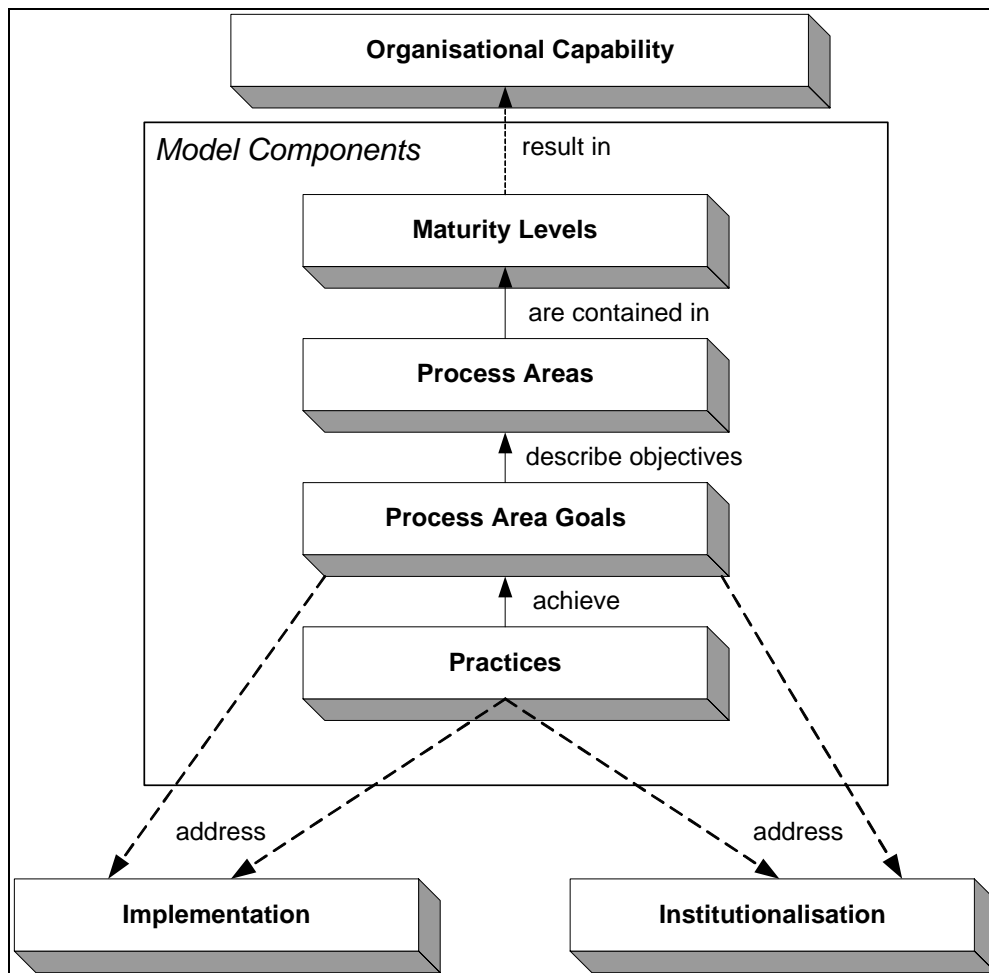 Organisational Capability
result in
Model Components
Maturity Levels
are contained in
Process Areas
describe objectives
Process Area Goals
achieve
Practices
address
address
Implementation
Institutionalisation